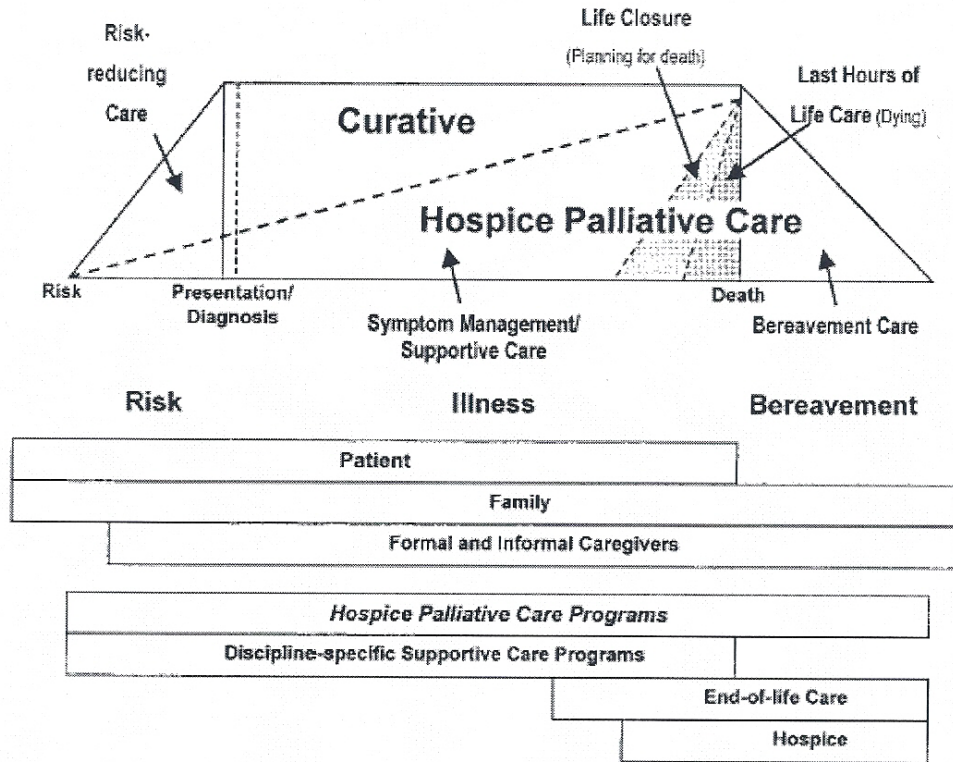 Risk-
reducing
Care
Life Closure
(Planning for death)
Last Hours of
Life Care (Dying)
Curative
Hospice Palliative Care
Risk
Presentation/
Diagnosis
Death
Symptom Management/
Supportive Care
Bereavement Care
Risk
Illness
Bereavement
Patient
Family
Formal and Informal Caregivers
Hospice Palliative Care Programs
Discipline-specific Supportive Care Programs
End-of-life Care
Hospice